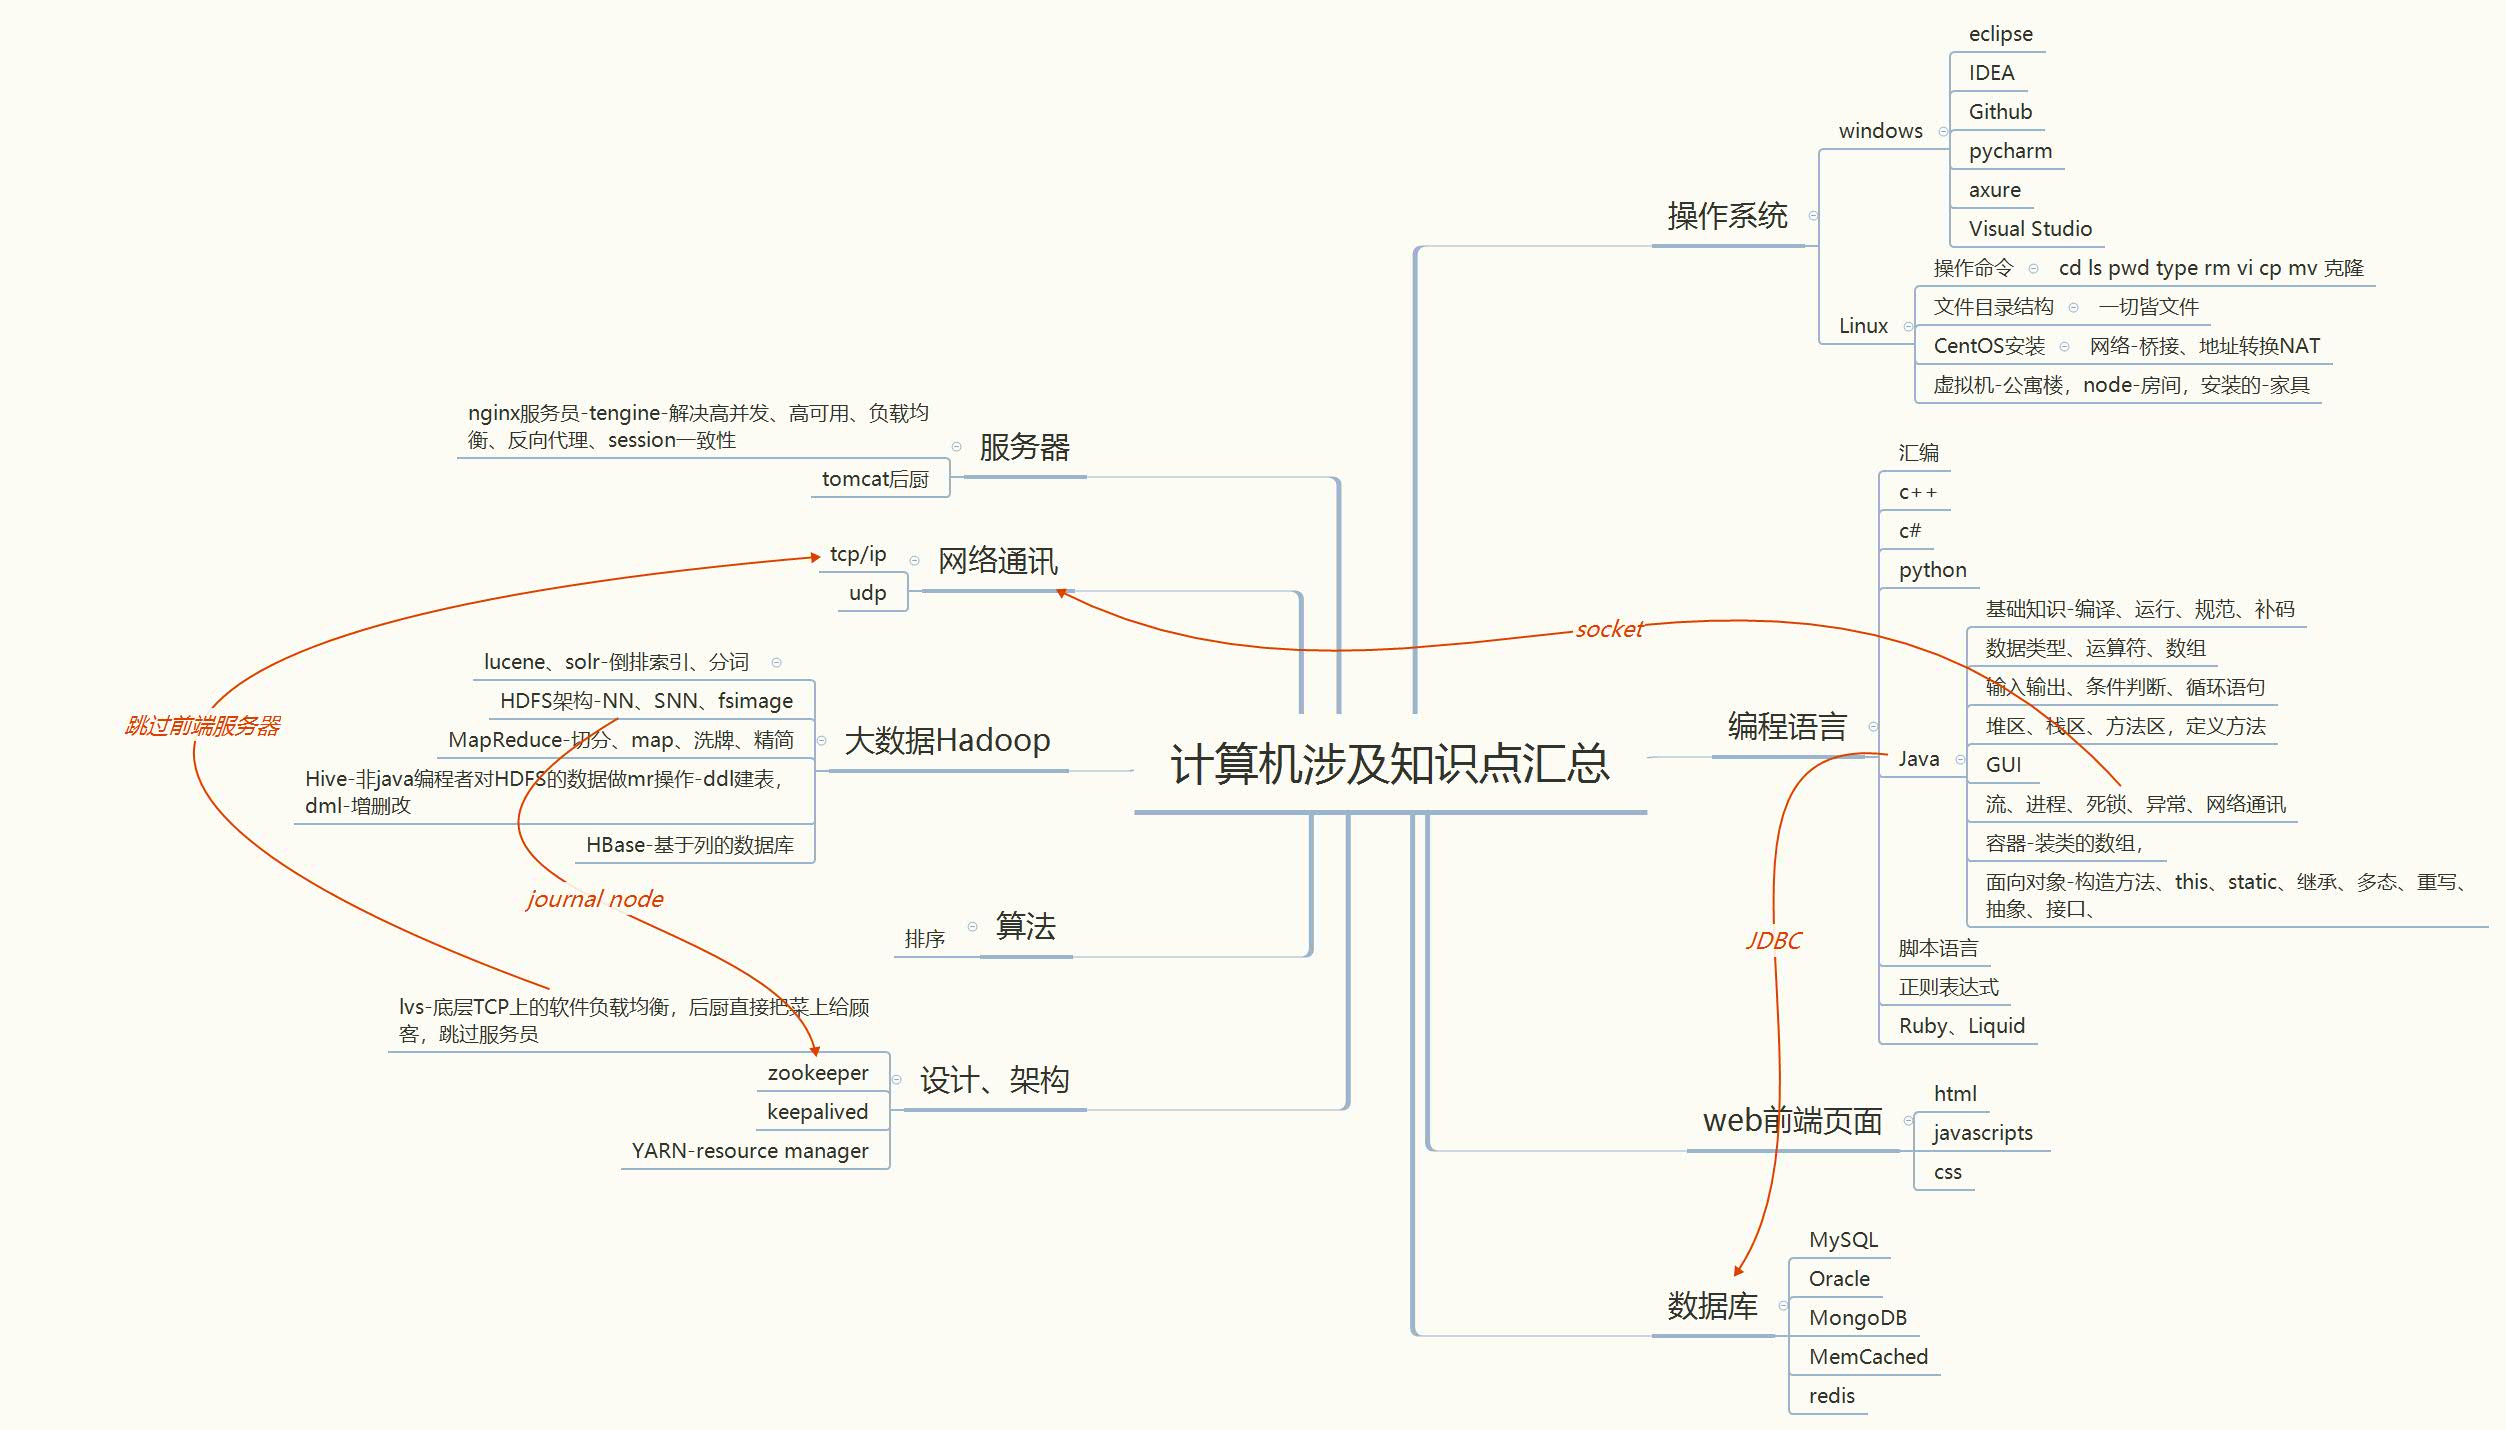 计算机涉及知识点汇总
操作系统
windows
eclipse
IDEA
Github
pycharm
axure
Visual Studio
Linux
操作命令
cd ls pwd type rm vi cp mv 克隆
文件目录结构
一切皆文件
CentOS安装
网络-桥接、地址转换NAT
虚拟机-公寓楼，node-房间，安装的-家具
编程语言
汇编
c++
c#
python
Java
基础知识-编译、运行、规范、补码
数据类型、运算符、数组
输入输出、条件判断、循环语句
堆区、栈区、方法区，定义方法
GUI
流、进程、死锁、异常、网络通讯
容器-装类的数组，
面向对象-构造方法、this、static、继承、多态、重写、
抽象、接口、
脚本语言
正则表达式
Ruby、Liquid
web前端页面
html
javascripts
css
数据库
MySQL
Oracle
MongoDB
MemCached
redis
服务器
nginx服务员-tengine-解决高并发、高可用、负载均
衡、反向代理、session一致性
tomcat后厨
网络通讯
tcp/ip
udp
大数据Hadoop
lucene、solr-倒排索引、分词
HDFS架构-NN、SNN、fsimage
MapReduce-切分、map、洗牌、精简
Hive-非java编程者对HDFS的数据做mr操作-ddl建表，
dml-增删改
HBase-基于列的数据库
算法
排序
设计、架构
lvs-底层TCP上的软件负载均衡，后厨直接把菜上给顾
客，跳过服务员
zookeeper
keepalived
YARN-resource manager
socket
跳过前端服务器
journal node
JDBC